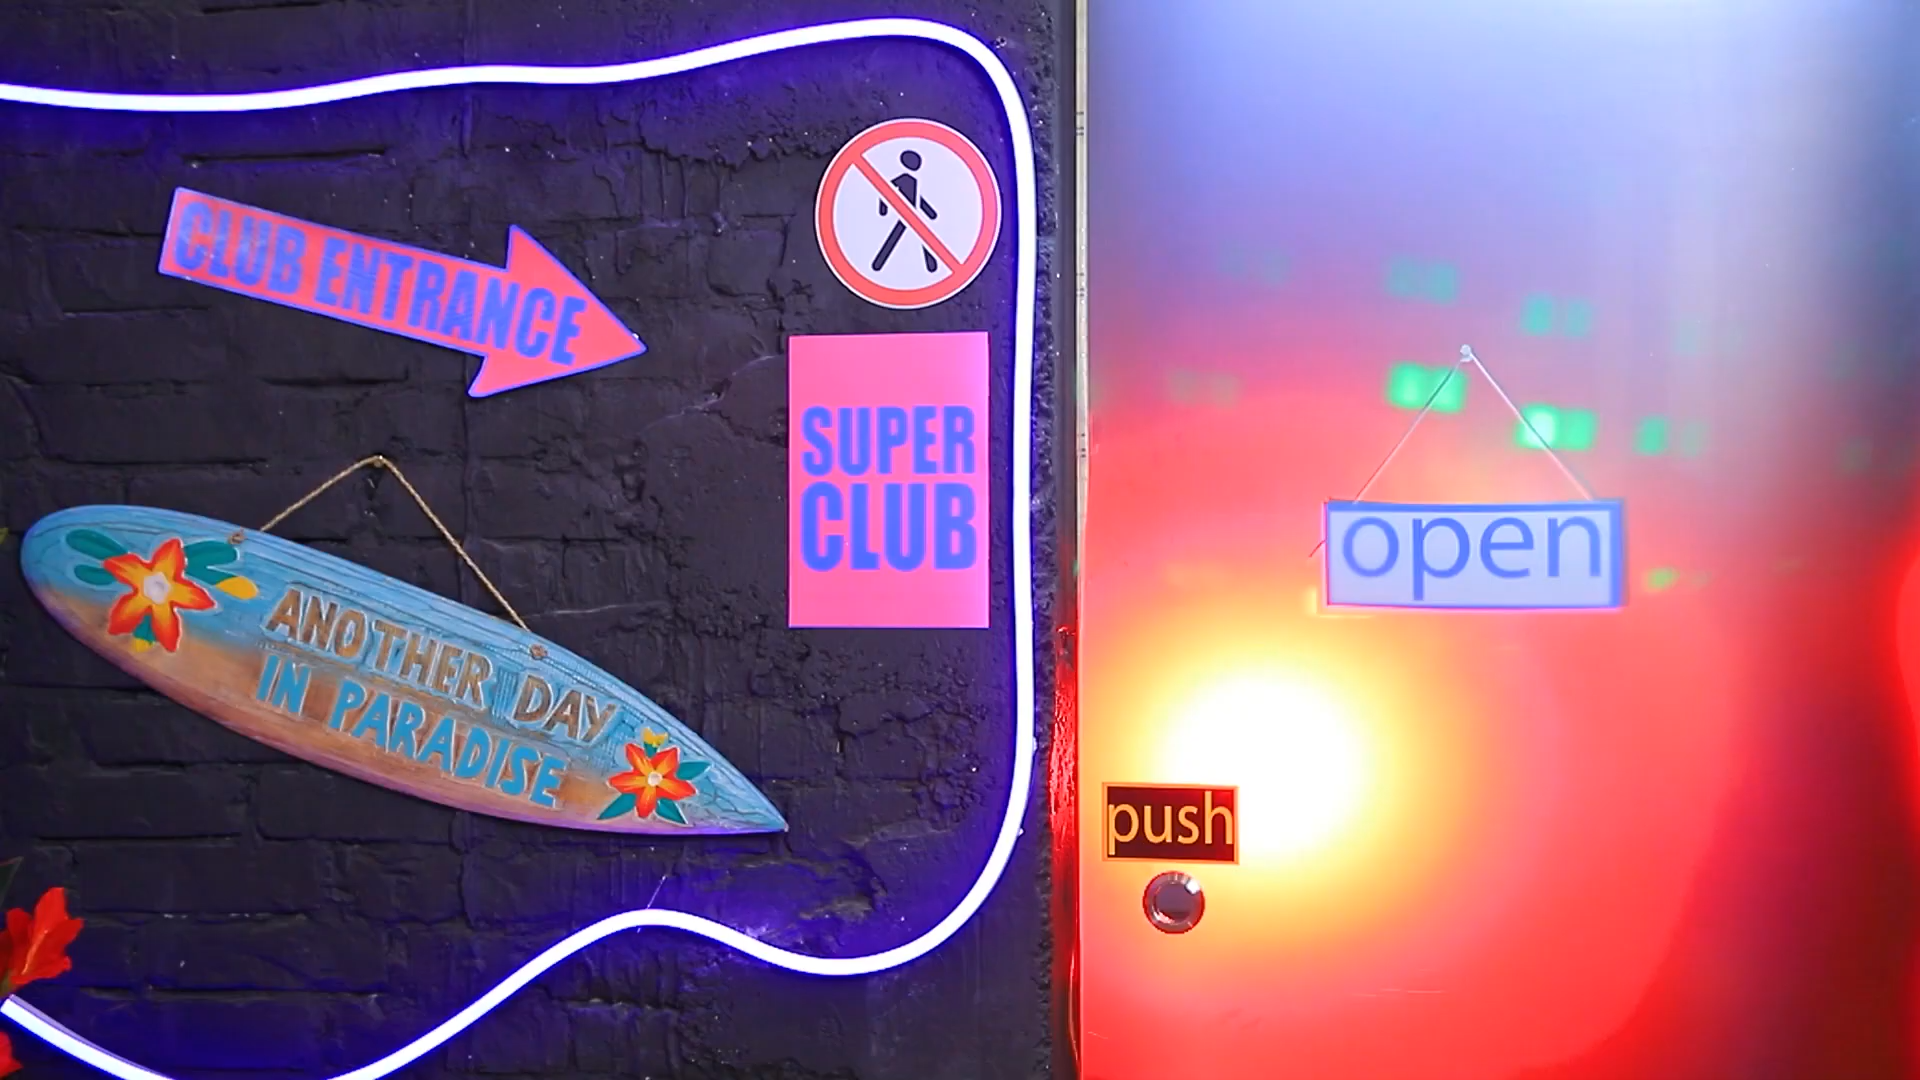 CLUB ENTRANCE
SUPER
CLUB
ANOTHER DAY
IN PARADISE
open
push